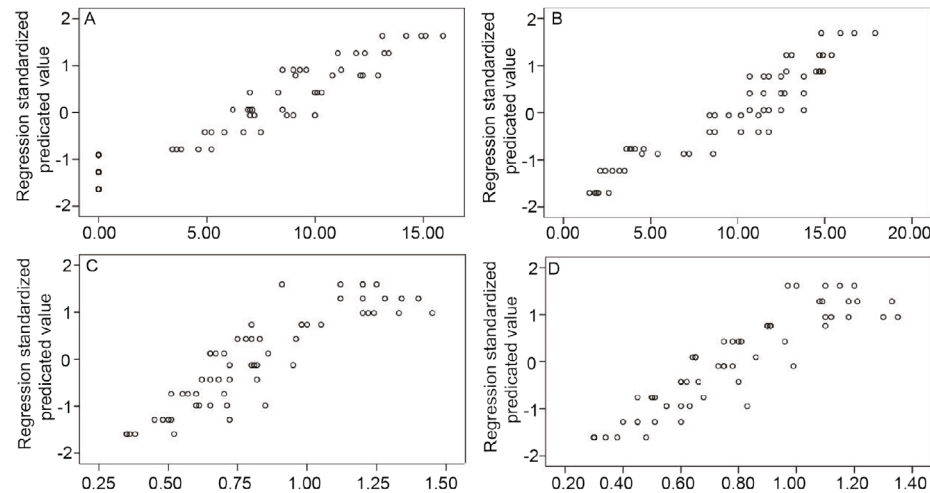 A
Regression standardized
predicated value
2
1
0
-1
-2
0.00 5.00 10.00 15.00
B
Regression standardized
predicated value
2
1
0
-1
-2
0.00 5.00 10.00 15.00 20.00
C
Regression standardized
predicated value
2
1
0
-1
-2
0.25 0.50 0.75 1.00 1.25 1.50
D
Regression standardized
predicated value
2
1
0
-1
-2
0.20 0.40 0.60 0.80 1.00 1.20 1.40